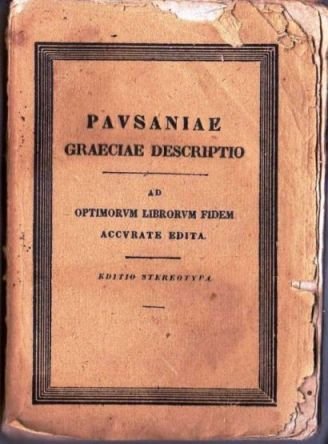 PAVSANIAE
GRAECIAE DESCRIPTIO
AD
OPTIMORVM LIBRORVM FIDEM
ACCVRATE EDITA.
EDITIO STEREOTYPA.